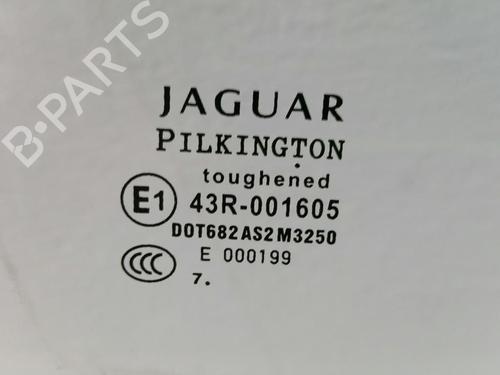 B-PARTS
JAGUAR
PILKINGTON
toughened
E1 43R-001605
DOT682AS2M3250
CCC E 000199
7.